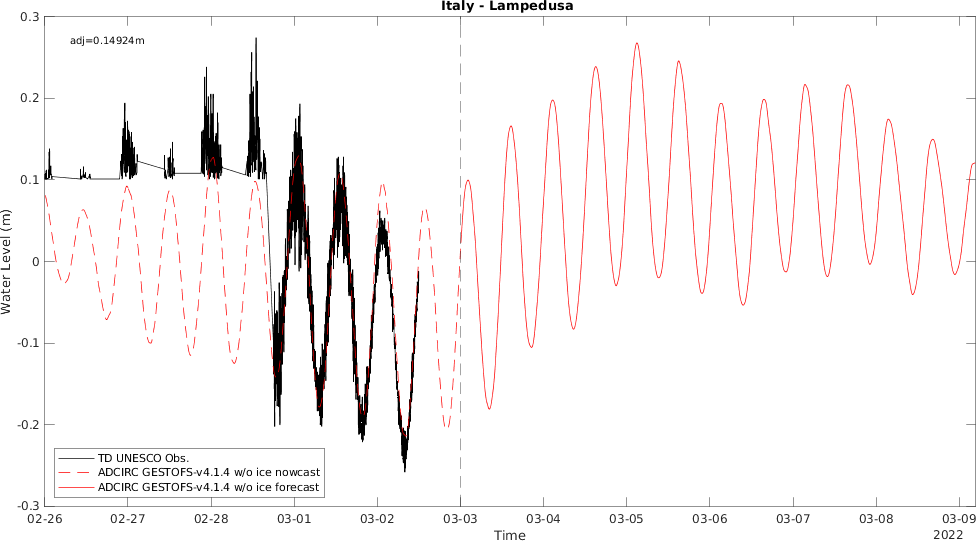 Italy - Lampedusa
adj=0.14924m
0.3
0.2
0.1
0
-0.1
-0.2
-0.3
Water Level (m)
TD UNESCO Obs.
ADCIRC GESTOFS-v4.1.4 w/o ice nowcast
ADCIRC GESTOFS-v4.1.4 w/o ice forecast
02-26 02-27 02-28 03-01 03-02 03-03 03-04 03-05 03-06 03-07 03-08 03-09
Time
2022